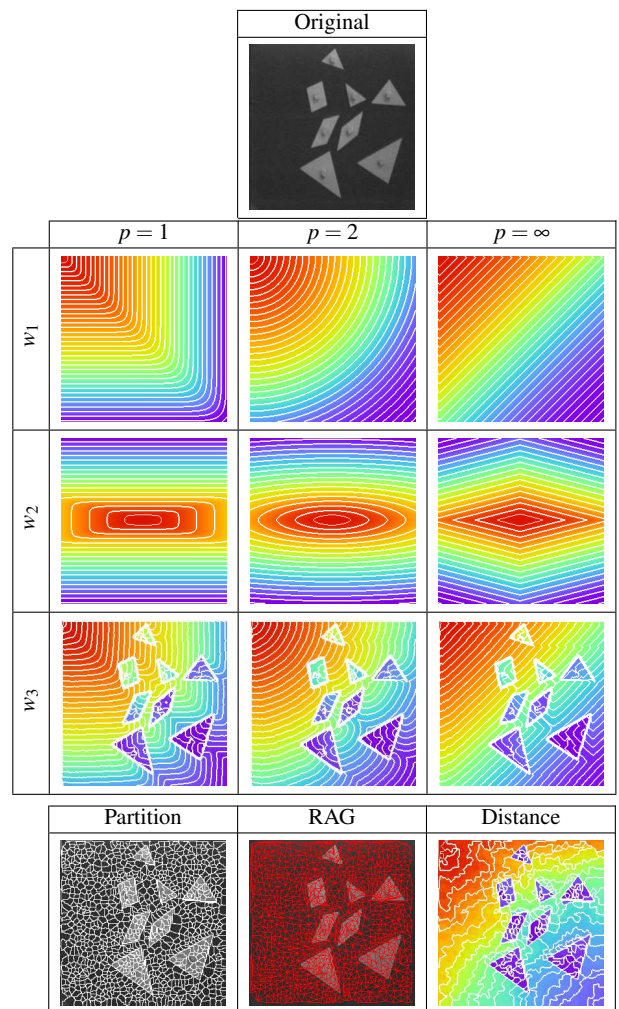 Original
p = 1 p = 2 p = ∞
w₁
w₂
w₃
Partition RAG Distance